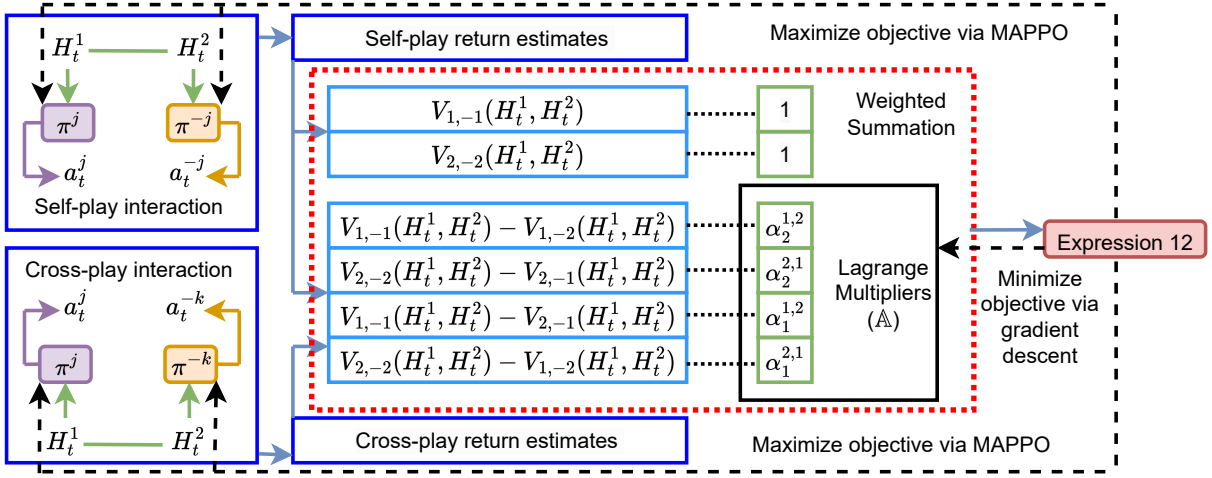 H_t^1 H_t^2
π^j π^{-j}
a_t^j a_t^{-j}
Self-play interaction
Self-play return estimates
Maximize objective via MAPPO
V_{1,-1}(H_t^1, H_t^2) 1
V_{2,-2}(H_t^1, H_t^2) 1
Weighted
Summation
V_{1,-1}(H_t^1, H_t^2) − V_{1,-2}(H_t^1, H_t^2) α_2^{1,2}
V_{2,-2}(H_t^1, H_t^2) − V_{2,-1}(H_t^1, H_t^2) α_2^{2,1}
V_{1,-1}(H_t^1, H_t^2) − V_{2,-1}(H_t^1, H_t^2) α_1^{1,2}
V_{2,-2}(H_t^1, H_t^2) − V_{1,-2}(H_t^1, H_t^2) α_1^{2,1}
Lagrange
Multipliers
(𝔸)
Expression 12
Minimize
objective via
gradient
descent
Cross-play interaction
a_t^j a_t^{-k}
π^j π^{-k}
H_t^1 H_t^2
Cross-play return estimates
Maximize objective via MAPPO